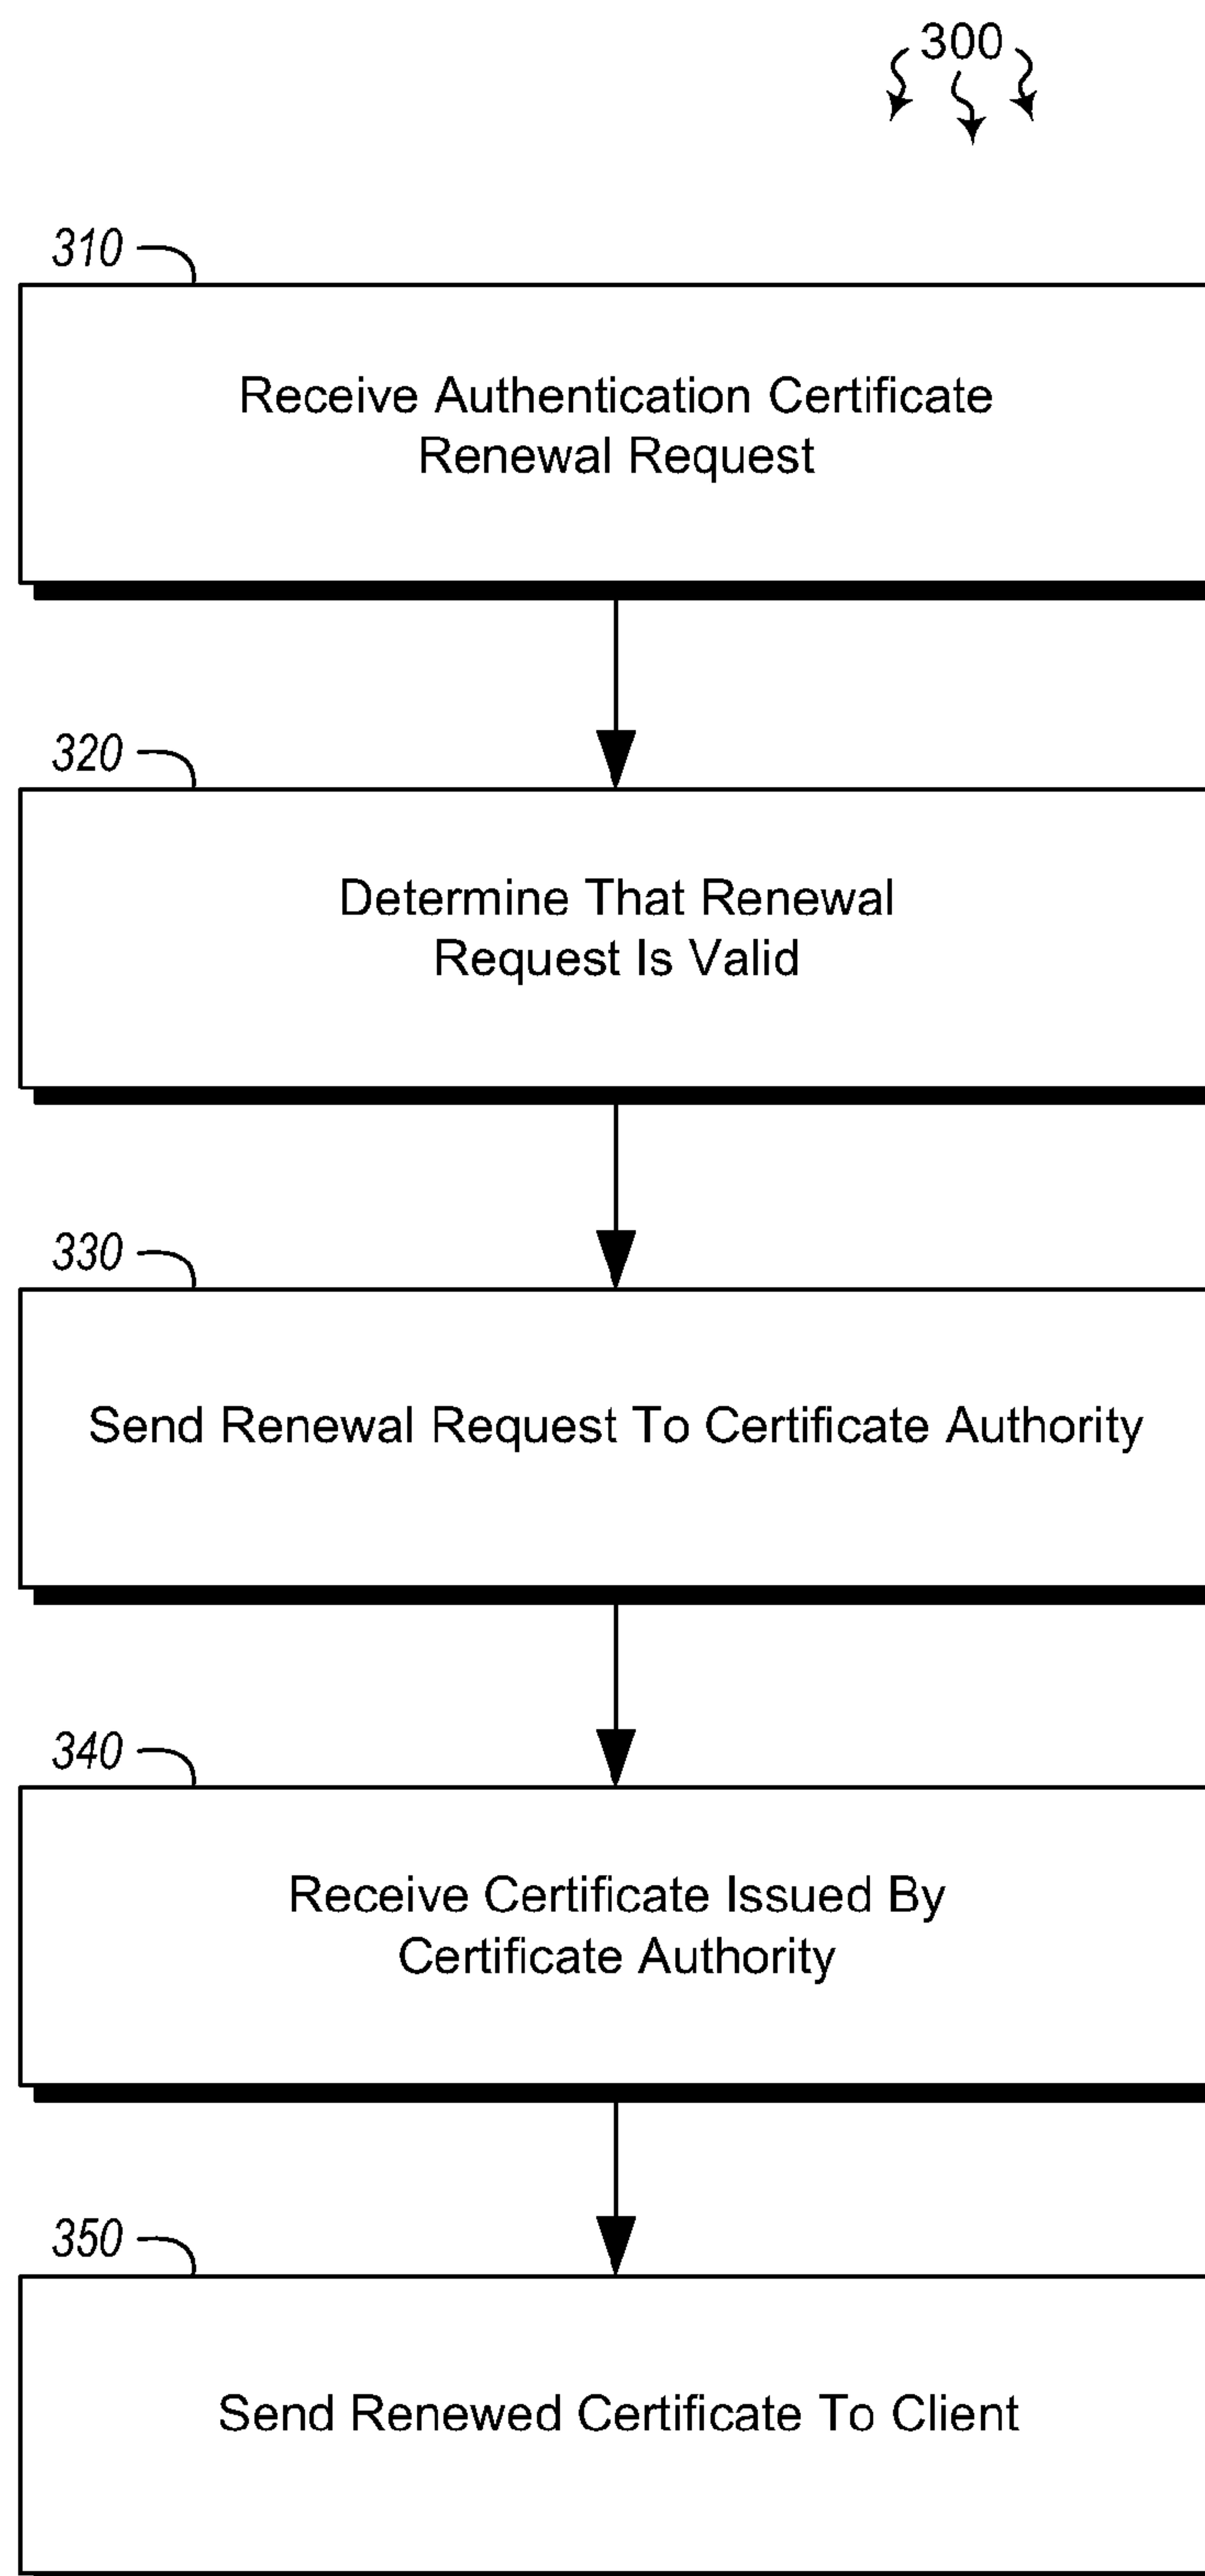 300
310
Receive Authentication Certificate
Renewal Request
320
Determine That Renewal
Request Is Valid
330
Send Renewal Request To Certificate Authority
340
Receive Certificate Issued By
Certificate Authority
350
Send Renewed Certificate To Client